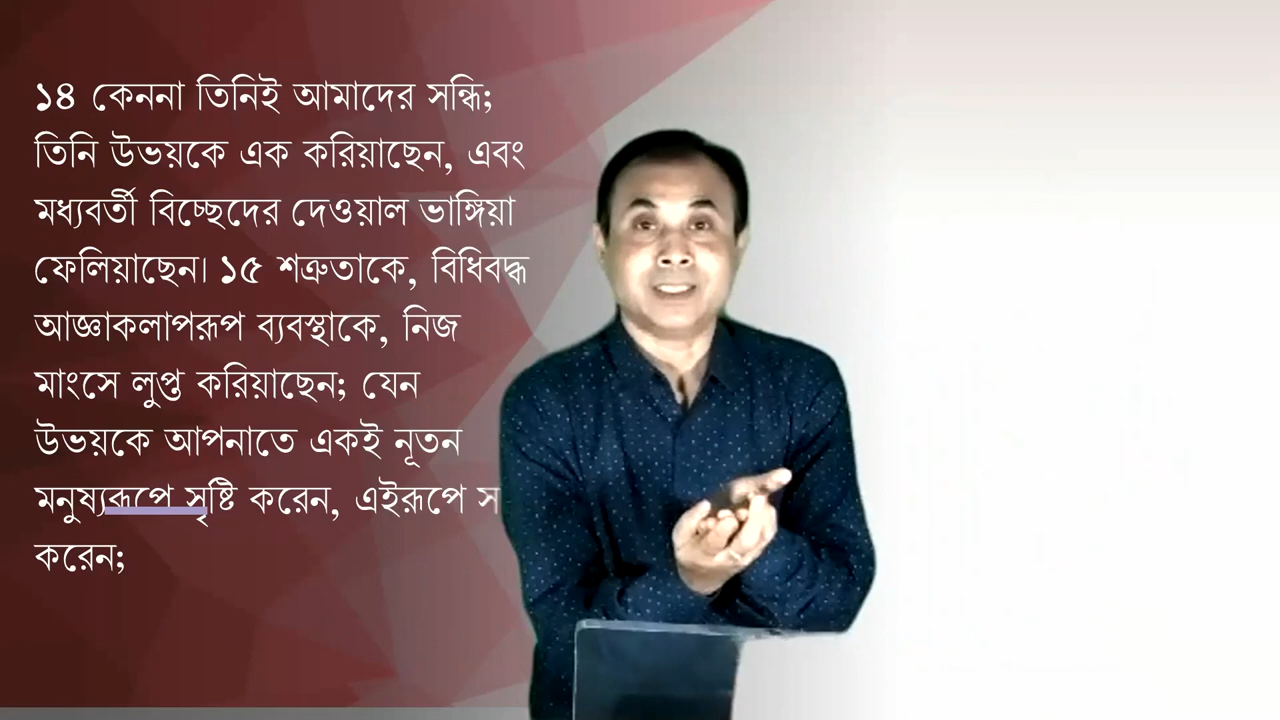 ১৪ কেননা তিনিই আমাদের সন্ধি;
তিনি উভয়কে এক করিয়াছেন, এবং
মধ্যবর্তী বিচ্ছেদের দেওয়াল ভাঙ্গিয়া
ফেলিয়াছেন। ১৫ শত্রুতাকে, বিধিবদ্ধ
আজ্ঞাকলাপরূপ ব্যবস্থাকে, নিজ
মাংসে লুপ্ত করিয়াছেন; যেন
উভয়কে আপনাতে একই নূতন
মনুষ্যরূপে সৃষ্টি করেন, এইরূপে
করেন;